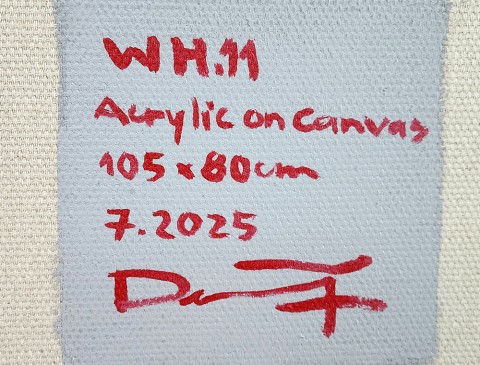 WH.11
Acrylic on canvas
105 x 80cm
7.2025